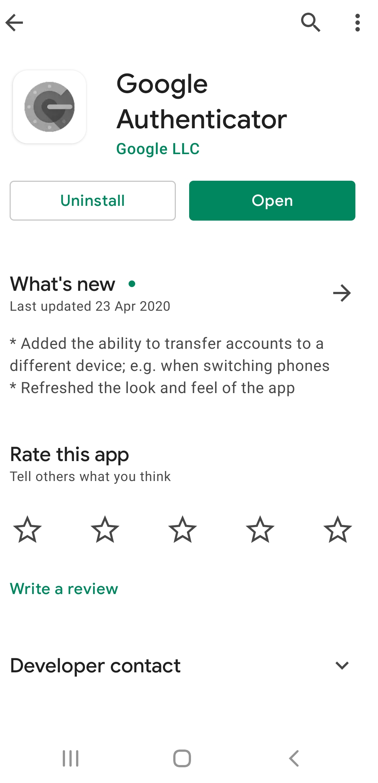 Google
Authenticator
Google LLC
Uninstall
Open
What's new
Last updated 23 Apr 2020
* Added the ability to transfer accounts to a
different device; e.g. when switching phones
* Refreshed the look and feel of the app
Rate this app
Tell others what you think
Write a review
Developer contact